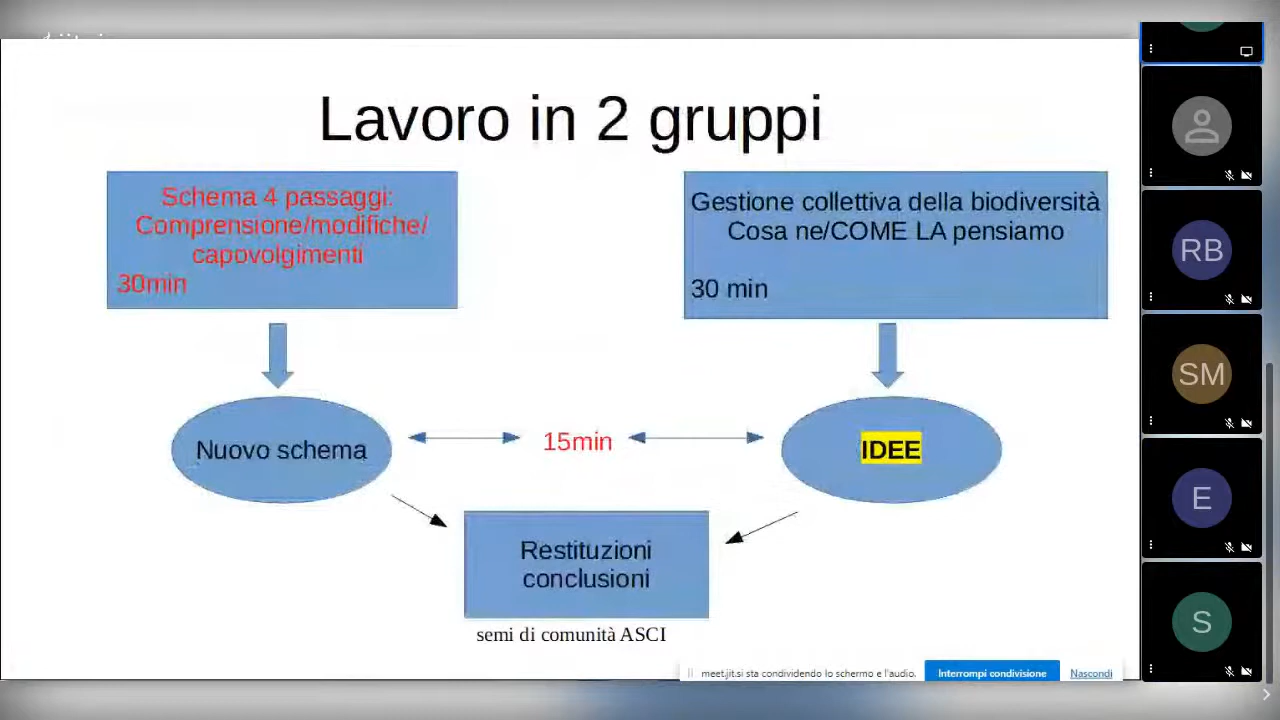 Lavoro in 2 gruppi
Schema 4 passaggi:
Comprensione/modifiche/
capovolgimenti
30min
Gestione collettiva della biodiversità
Cosa ne/COME LA pensiamo
30 min
Nuovo schema
15min
IDEE
Restituzioni
conclusioni
semi di comunità ASCI
meet.jit.si sta condividendo lo schermo e l'audio.
Interrompi condivisione
Nascondi
RB
SM
E
S